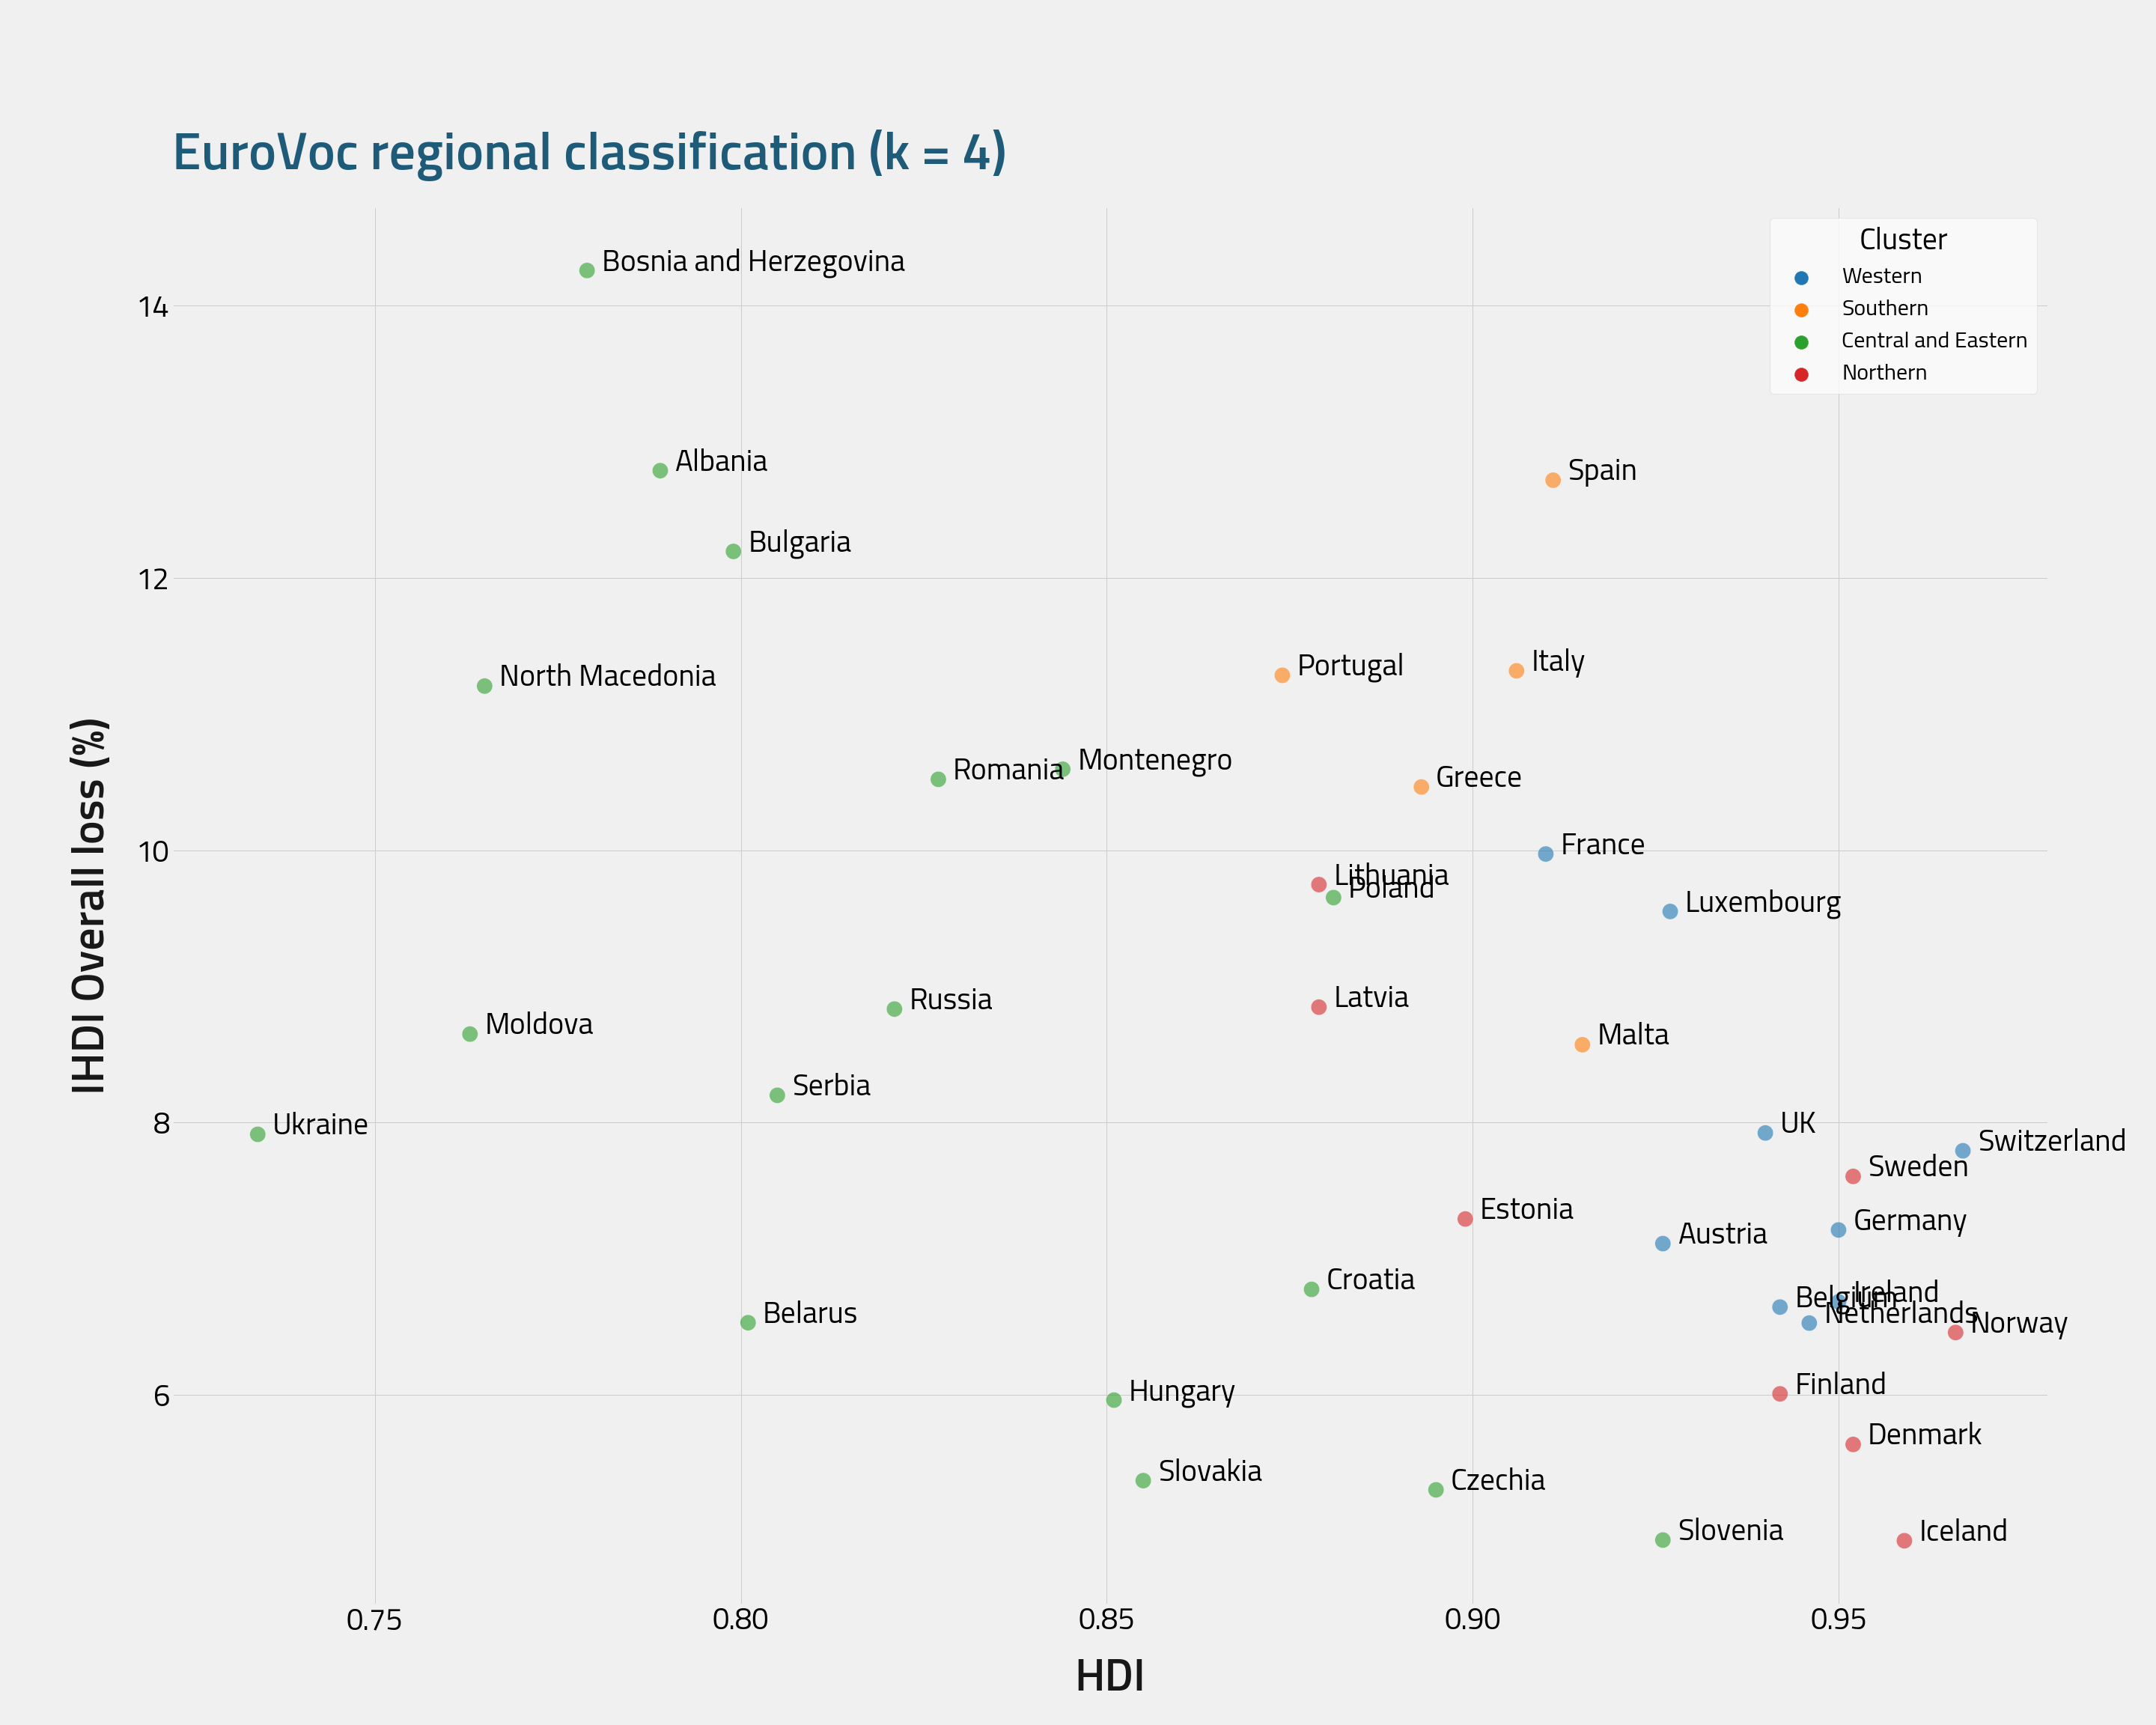 EuroVoc regional classification (k = 4)
Cluster
Western
Southern
Central and Eastern
Northern
IHDI Overall loss (%)
14
12
10
8
6
Bosnia and Herzegovina
Albania
Spain
Bulgaria
Italy
Portugal
North Macedonia
Montenegro
Romania
Greece
France
Lithuania
Poland
Luxembourg
Latvia
Russia
Moldova
Malta
Serbia
UK
Ukraine
Switzerland
Sweden
Estonia
Germany
Austria
Croatia
Ireland
Belgium
Netherlands
Belarus
Norway
Finland
Hungary
Denmark
Slovakia
Czechia
Slovenia
Iceland
0.75
0.80
0.85
0.90
0.95
HDI